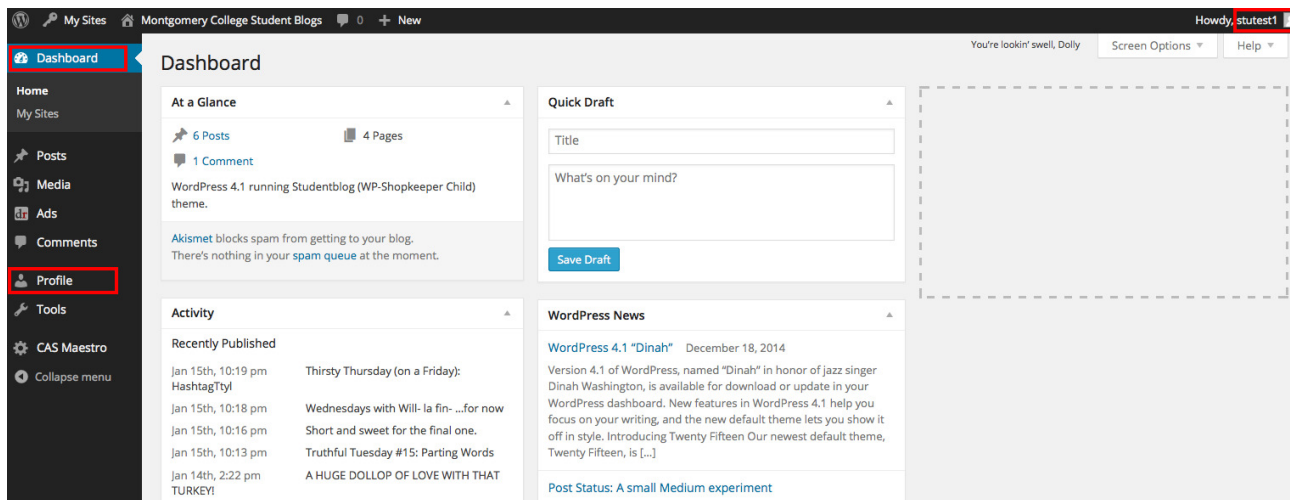 My Sites Montgomery College Student Blogs 0 + New Howdy, stutest1
You're lookin' swell, Dolly Screen Options Help
Dashboard
Home
My Sites
Posts
Media
Ads
Comments
Profile
Tools
CAS Maestro
Collapse menu
Dashboard
At a Glance
6 Posts 4 Pages
1 Comment
WordPress 4.1 running Studentblog (WP-Shopkeeper Child)
theme.
Akismet blocks spam from getting to your blog.
There's nothing in your spam queue at the moment.
Activity
Recently Published
Jan 15th, 10:19 pm Thirsty Thursday (on a Friday):
HashtagTtyl
Jan 15th, 10:18 pm Wednesdays with Will- la fin- ...for now
Jan 15th, 10:16 pm Short and sweet for the final one.
Jan 15th, 10:13 pm Truthful Tuesday #15: Parting Words
Jan 14th, 2:22 pm A HUGE DOLLOP OF LOVE WITH THAT
TURKEY!
Quick Draft
Title
What's on your mind?
Save Draft
WordPress News
WordPress 4.1 “Dinah” December 18, 2014
Version 4.1 of WordPress, named “Dinah” in honor of jazz singer
Dinah Washington, is available for download or update in your
WordPress dashboard. New features in WordPress 4.1 help you
focus on your writing, and the new default theme lets you show it
off in style. Introducing Twenty Fifteen Our newest default theme,
Twenty Fifteen, is [...]
Post Status: A small Medium experiment